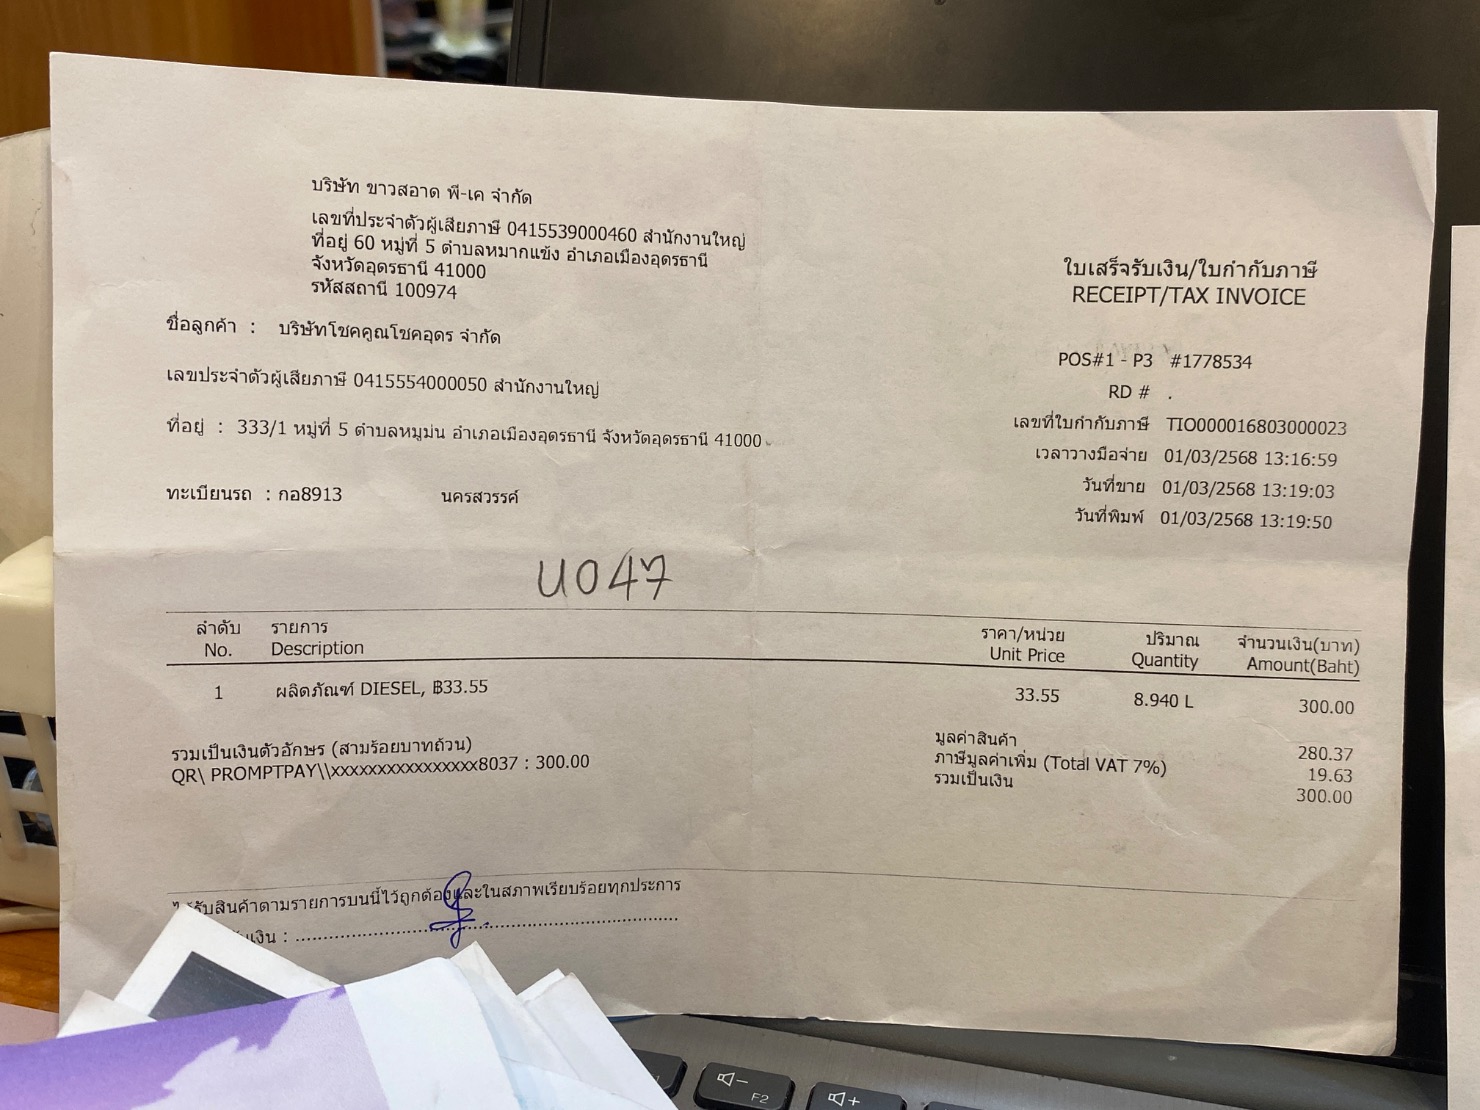 บริษัท ขาวสอาด พี-เค จำกัด
เลขที่ประจำตัวผู้เสียภาษี 0415539000460 สำนักงานใหญ่
ที่อยู่ 60 หมู่ที่ 5 ตำบลหมากแข้ง อำเภอเมืองอุดรธานี
จังหวัดอุดรธานี 41000
รหัสสถานี 100974
ใบเสร็จรับเงิน/ใบกำกับภาษี
RECEIPT/TAX INVOICE
ชื่อลูกค้า : บริษัทโชคคูณโชคอุดร จำกัด
เลขประจำตัวผู้เสียภาษี 0415554000050 สำนักงานใหญ่
ที่อยู่ : 333/1 หมู่ที่ 5 ตำบลหมูม่น อำเภอเมืองอุดรธานี จังหวัดอุดรธานี 41000
ทะเบียนรถ : กอ8913 นครสวรรค์
POS#1 - P3 #1778534
RD # .
เลขที่ใบกำกับภาษี TIO000016803000023
เวลาวางมือจ่าย 01/03/2568 13:16:59
วันที่ขาย 01/03/2568 13:19:03
วันที่พิมพ์ 01/03/2568 13:19:50
U047
ลำดับ รายการ ราคา/หน่วย ปริมาณ จำนวนเงิน(บาท)
No. Description Unit Price Quantity Amount(Baht)
1 ผลิตภัณฑ์ DIESEL, ฿33.55 33.55 8.940 L 300.00
รวมเป็นเงินตัวอักษร (สามร้อยบาทถ้วน)
QR\ PROMPTPAY\\xxxxxxxxxxxxxxxx8037 : 300.00
มูลค่าสินค้า 280.37
ภาษีมูลค่าเพิ่ม (Total VAT 7%) 19.63
รวมเป็นเงิน 300.00
รับสินค้าตามรายการบนนี้ไว้ถูกต้องและในสภาพเรียบร้อยทุกประการ
เงิน : ......................................................................
F2